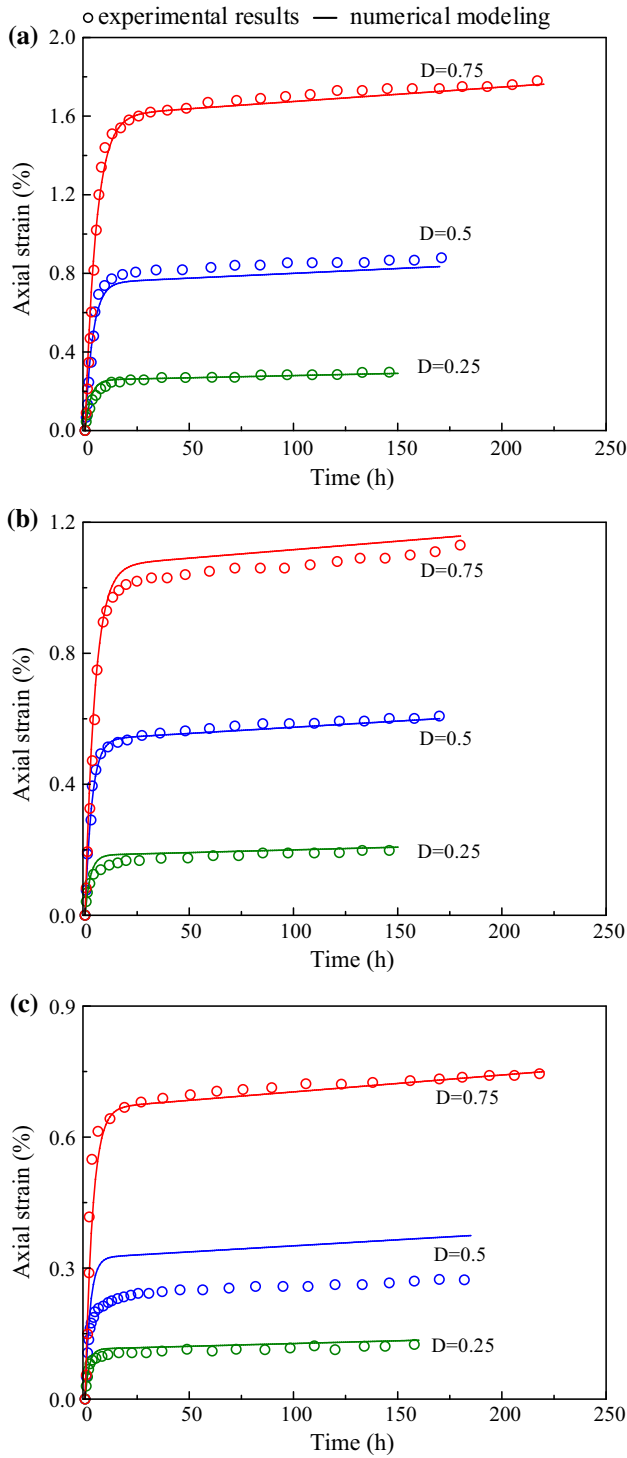 experimental results numerical modeling
(a)
2.0
1.6
1.2
0.8
0.4
0.0
Axial strain (%)
D=0.75
D=0.5
D=0.25
0 50 100 150 200 250
Time (h)
(b)
1.2
0.8
0.4
0.0
Axial strain (%)
D=0.75
D=0.5
D=0.25
0 50 100 150 200 250
Time (h)
(c)
0.9
0.6
0.3
0.0
Axial strain (%)
D=0.75
D=0.5
D=0.25
0 50 100 150 200 250
Time (h)